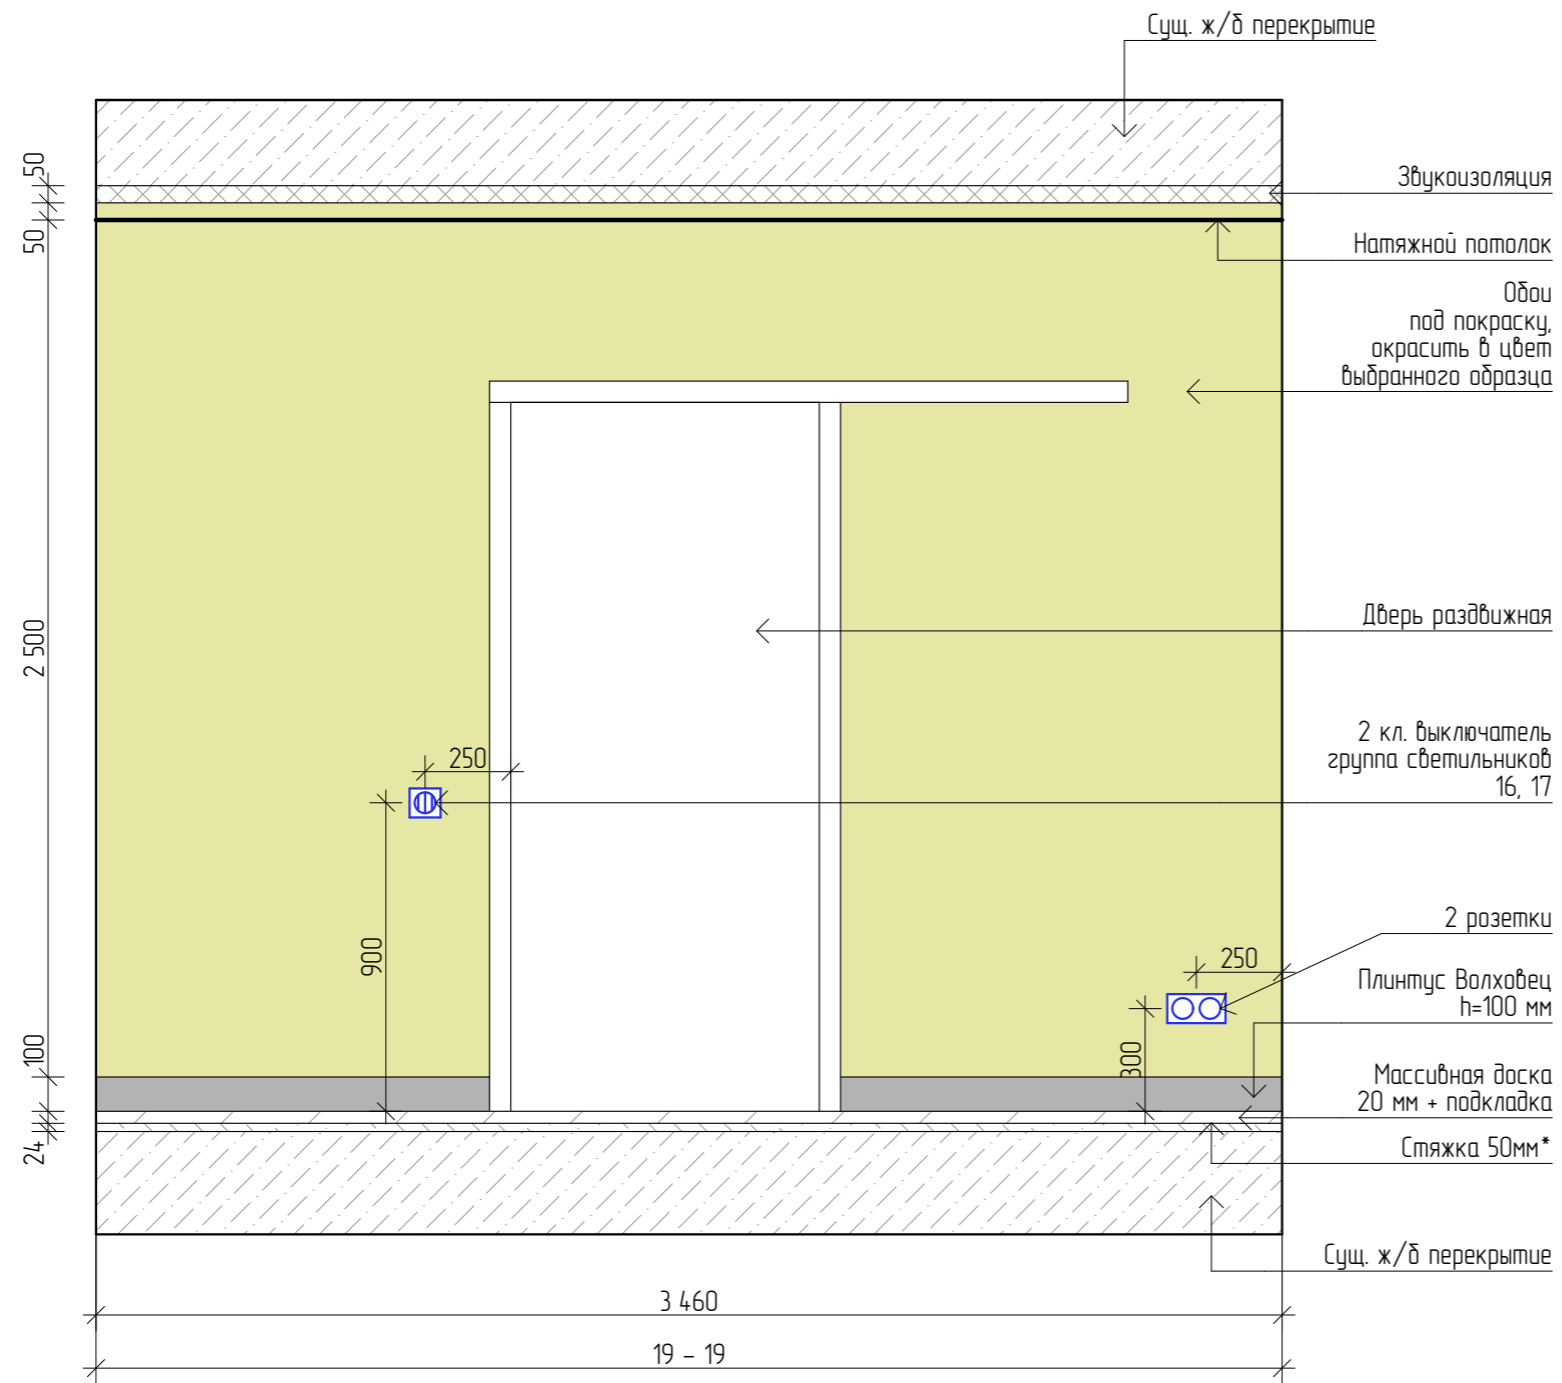 Сущ. ж/б перекрытие
50
Звукоизоляция
50
Натяжной потолок
Обои
под покраску,
окрасить в цвет
выбранного образца
2 500
Дверь раздвижная
2 кл. выключатель
группа светильников
16, 17
250
900
2 розетки
250
Плинтус Волховец
h=100 мм
300
100
Массивная доска
20 мм + подкладка
24
Стяжка 50мм*
Сущ. ж/б перекрытие
3 460
19 – 19